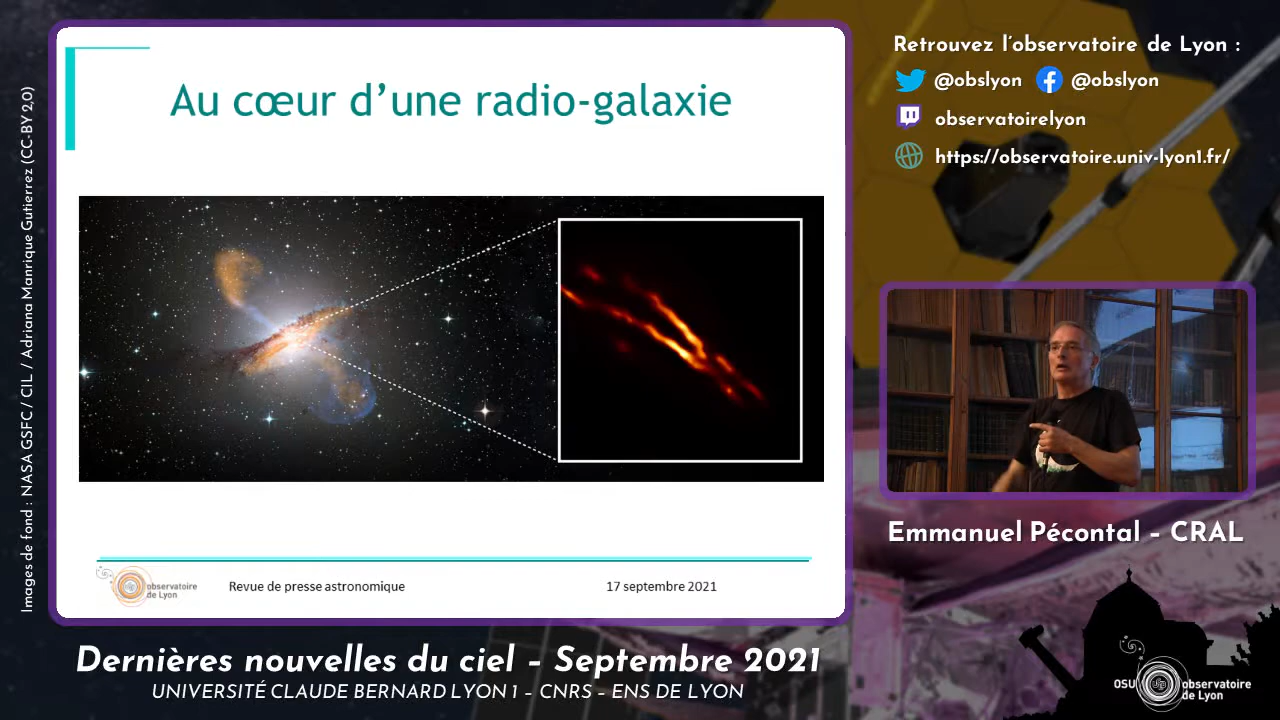 Au cœur d’une radio-galaxie
observatoire
de Lyon
Revue de presse astronomique
17 septembre 2021
Images de fond : NASA GSFC / CIL / Adriana Manrique Gutierrez (CC-BY 2.0)
Retrouvez l'observatoire de Lyon :
@obslyon @obslyon
observatoirelyon
https://observatoire.univ-lyon1.fr/
Emmanuel Pécontal – CRAL
Dernières nouvelles du ciel – Septembre 2021
UNIVERSITÉ CLAUDE BERNARD LYON 1 – CNRS – ENS DE LYON
OSU observatoire
de Lyon